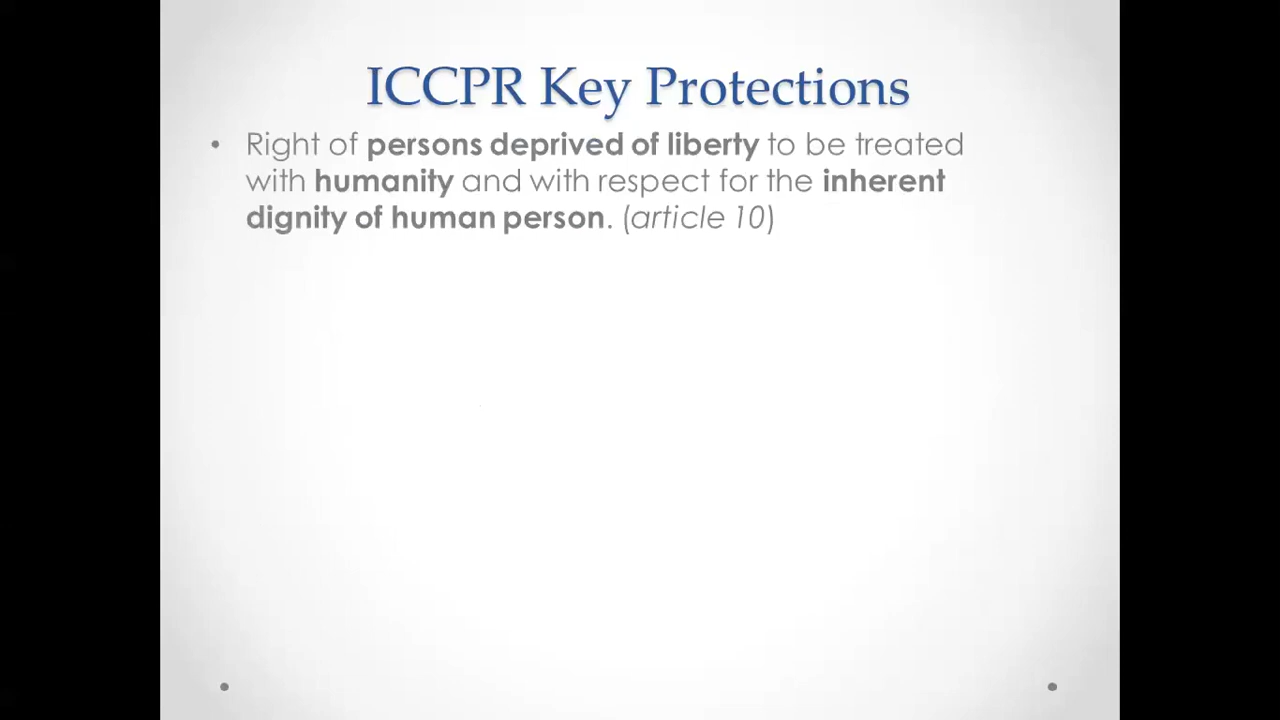 ICCPR Key Protections
• Right of persons deprived of liberty to be treated
with humanity and with respect for the inherent
dignity of human person. (article 10)